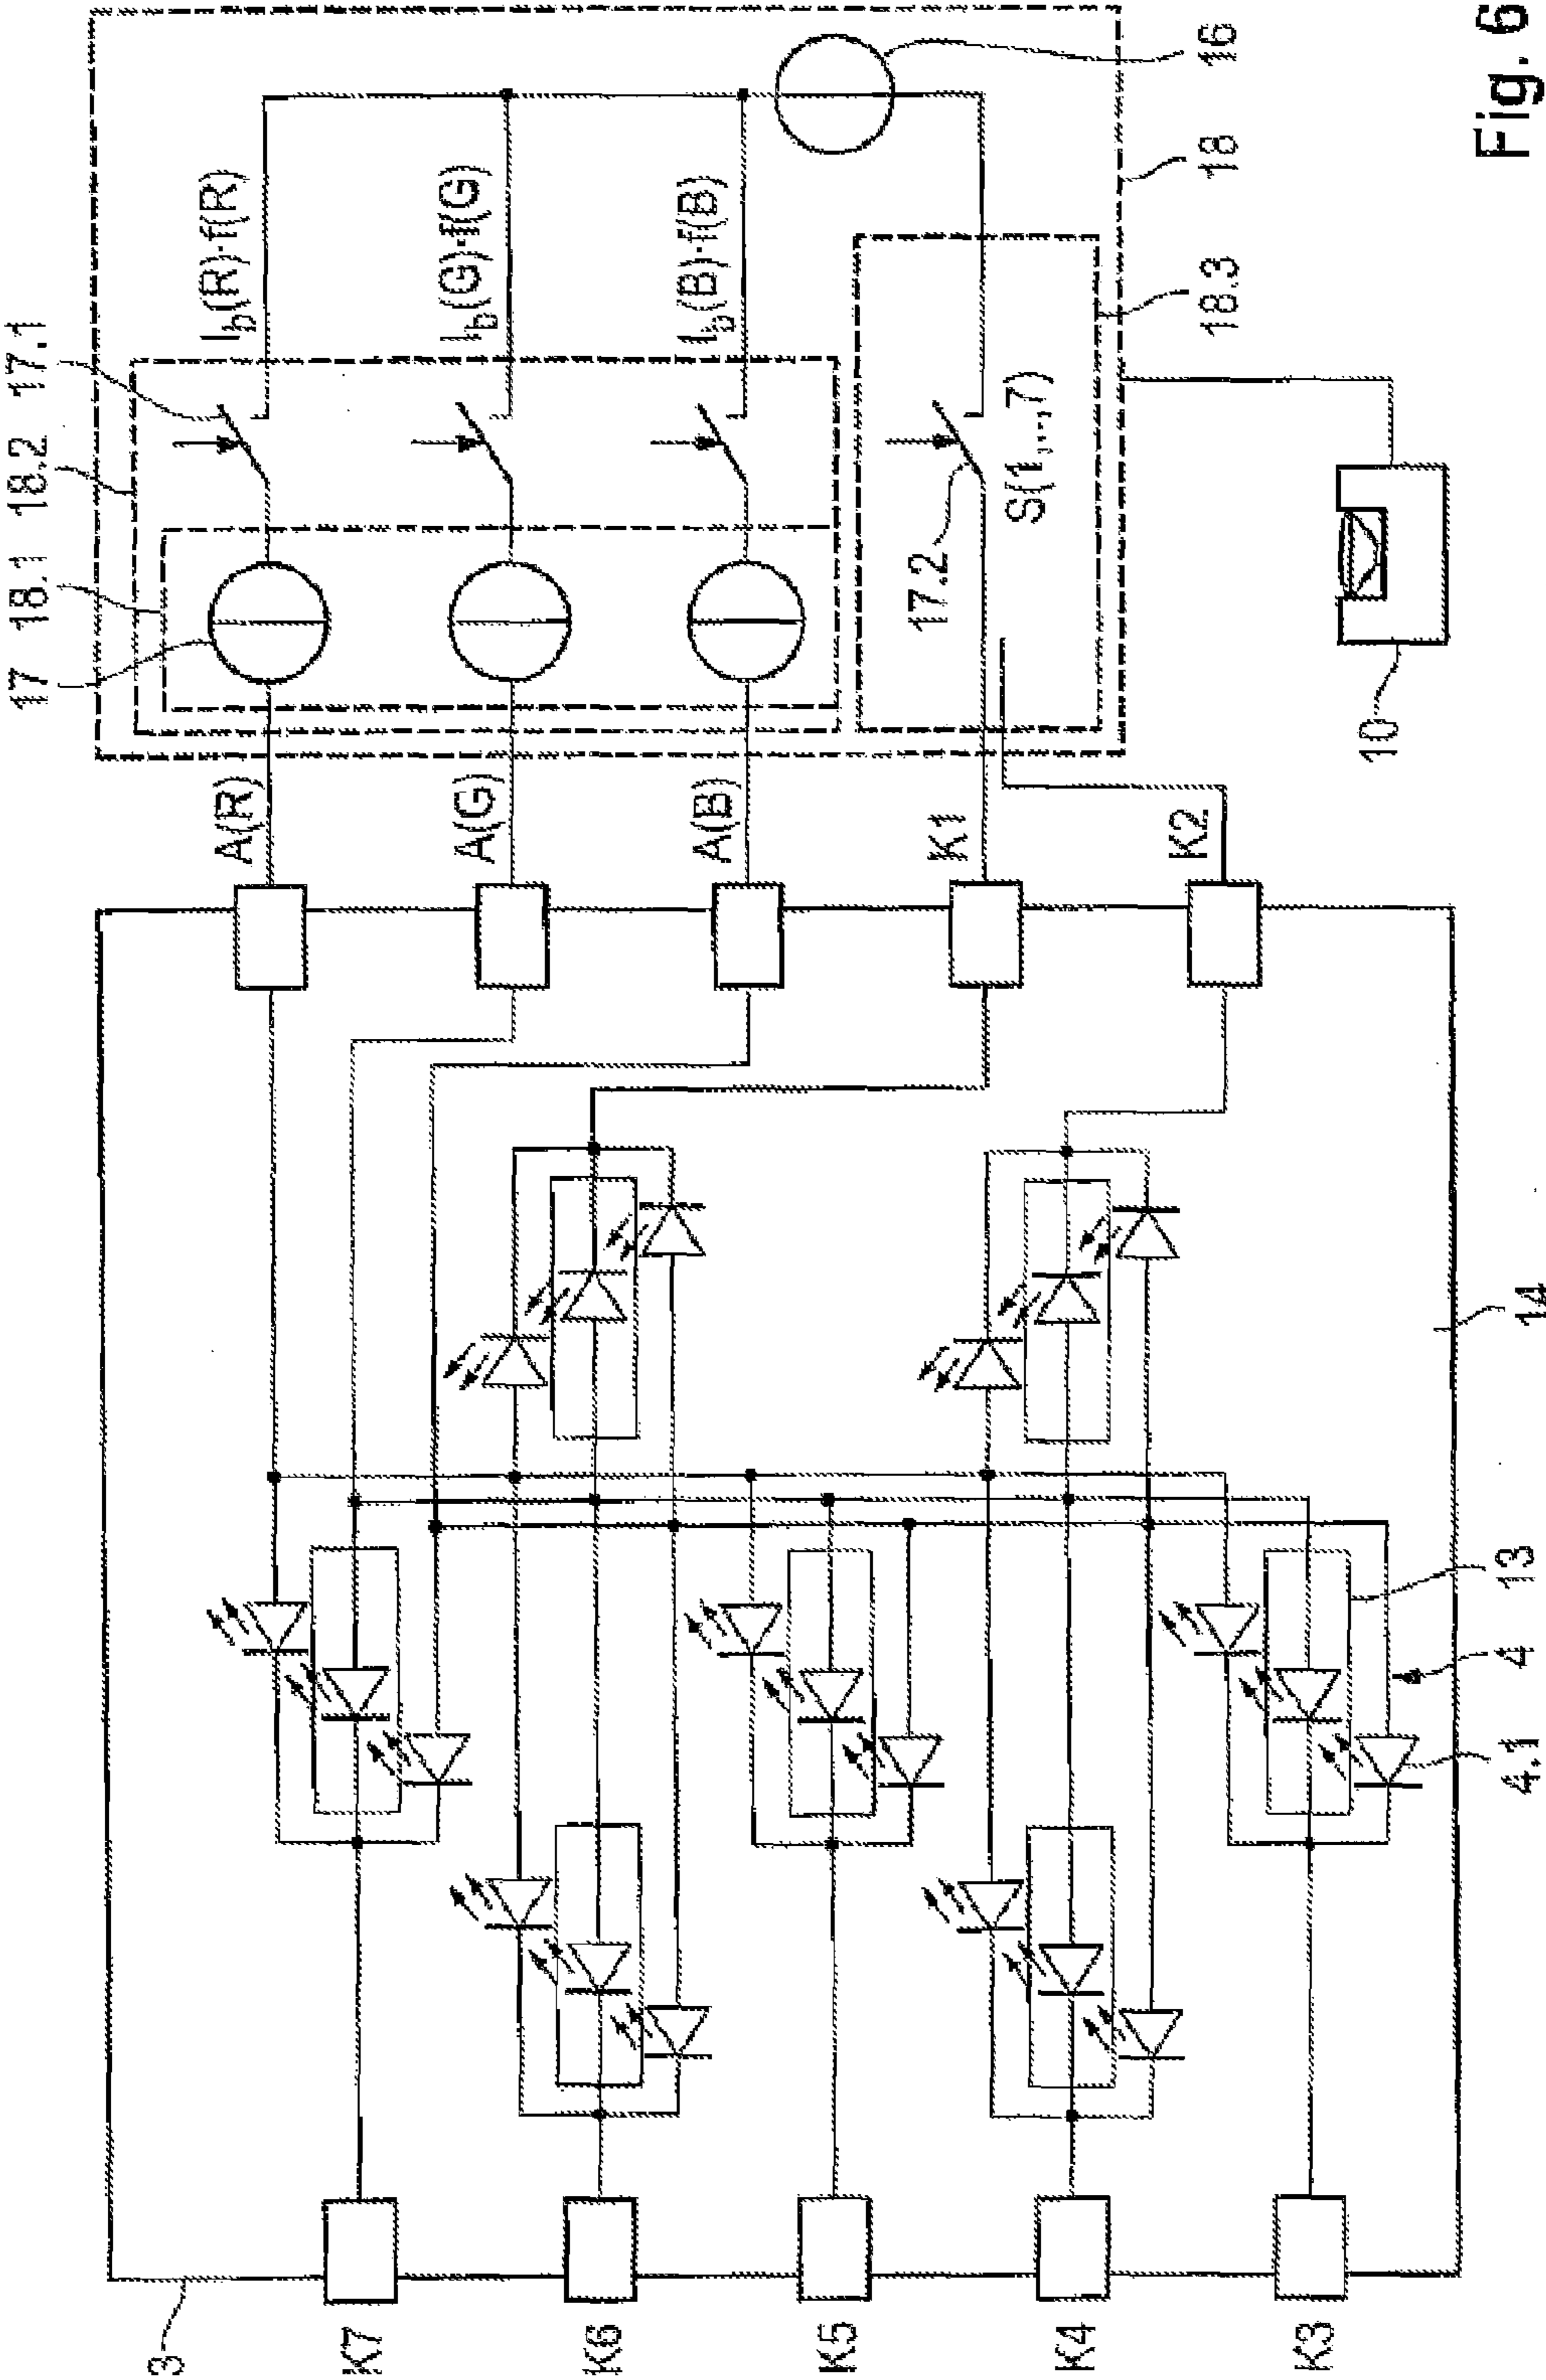 17 18.1 18.2 17.1
I_b(R)·f(R)
I_b(G)·f(G)
I_b(B)·f(B)
A(R)
A(G)
A(B)
K1
K2
17.2
S(1,..,7)
16
18
18.3
10
3
K7
K6
K5
K4
K3
14
13
4
4.1
Fig. 6